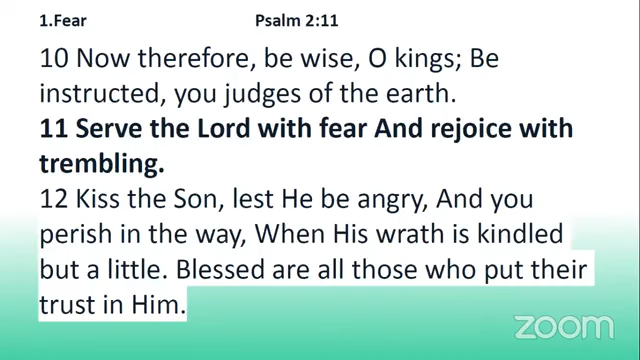 1.Fear Psalm 2:11
10 Now therefore, be wise, O kings; Be
instructed, you judges of the earth.
11 Serve the Lord with fear And rejoice with
trembling.
12 Kiss the Son, lest He be angry, And you
perish in the way, When His wrath is kindled
but a little. Blessed are all those who put their
trust in Him.
zoom